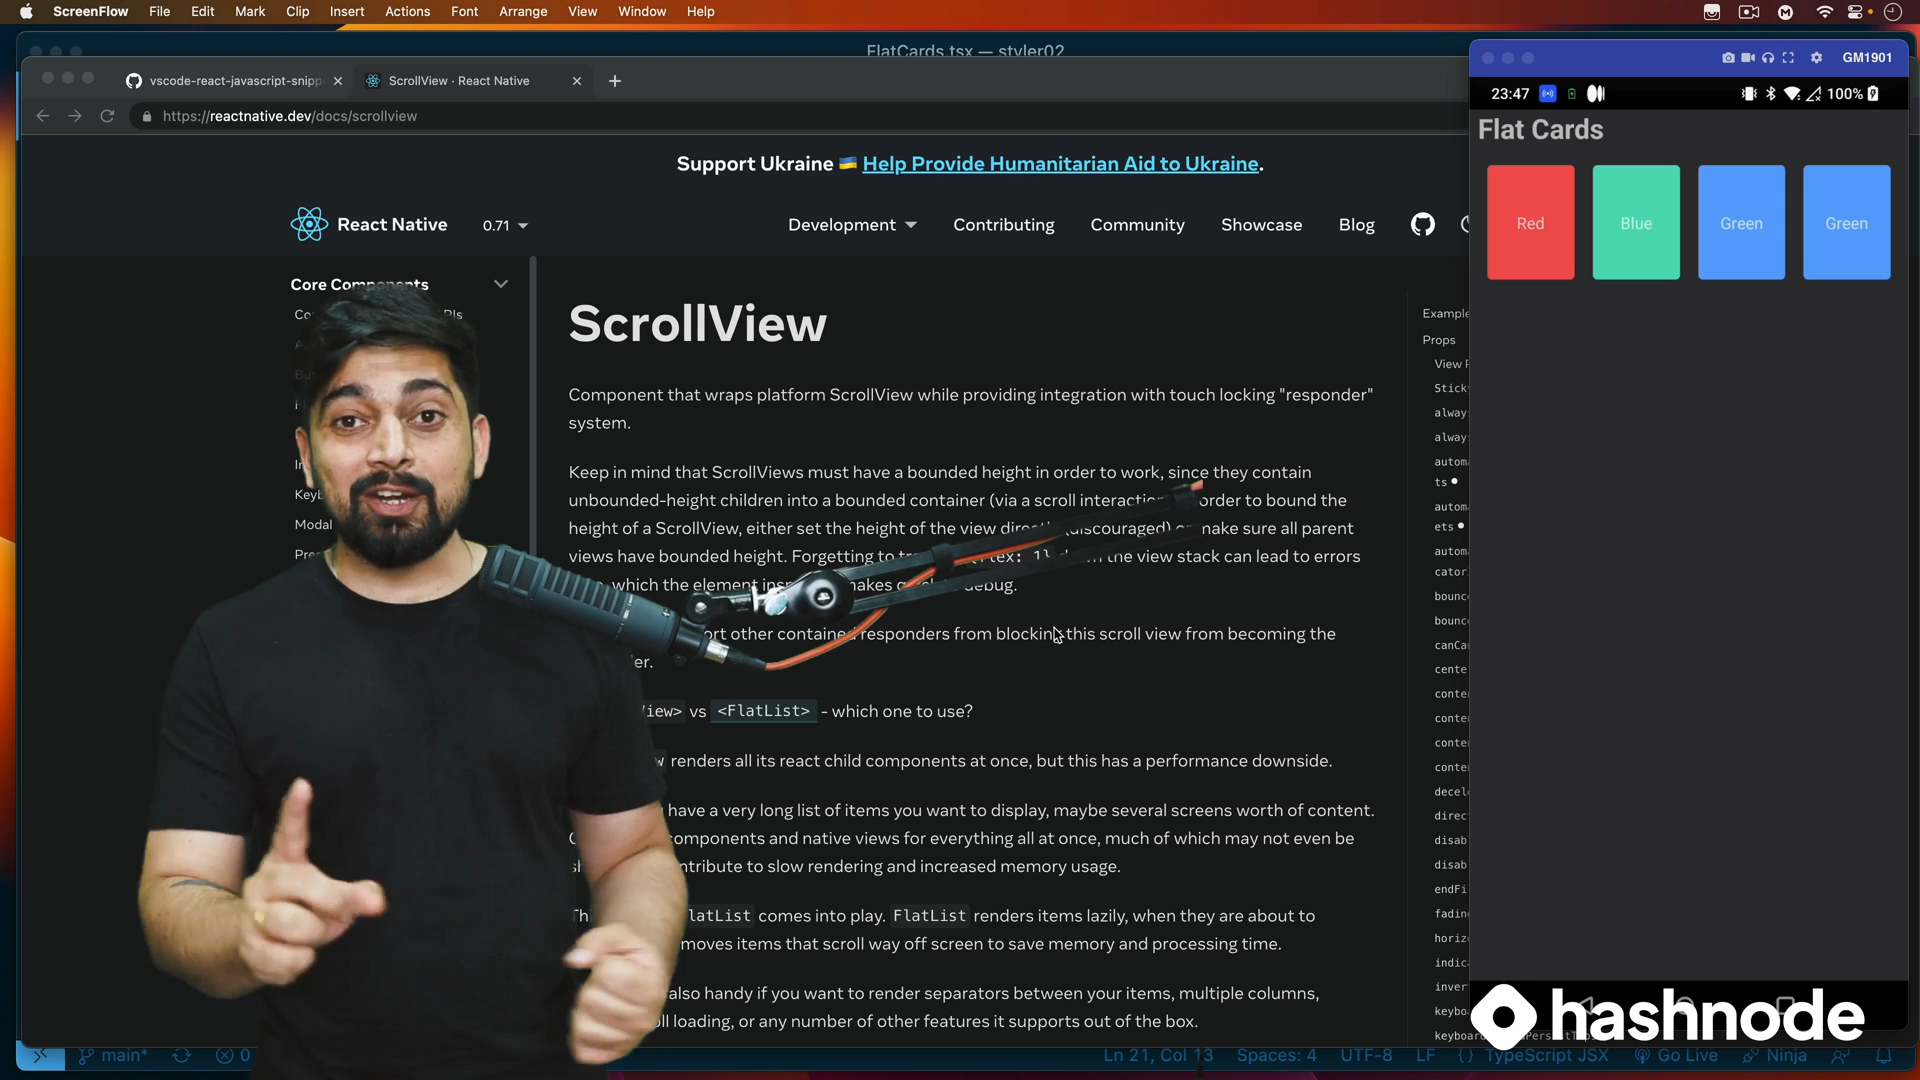 ScreenFlow File Edit Mark Clip Insert Actions Font Arrange View Window Help
FlatCards.tsx — styler02
vscode-react-javascript-snipp
ScrollView · React Native
https://reactnative.dev/docs/scrollview
Support Ukraine 🇺🇦 Help Provide Humanitarian Aid to Ukraine.
React Native 0.71 Development Contributing Community Showcase Blog
Core Components
Modal
ScrollView
Component that wraps platform ScrollView while providing integration with touch locking "responder"
system.
Keep in mind that ScrollViews must have a bounded height in order to work, since they contain
unbounded-height children into a bounded container (via a scroll interaction order to bound the
height of a ScrollView, either set the height of the view (discouraged) make sure all parent
views have bounded height. Forgetting to the view stack can lead to errors
which the element debug.
other contained responders from blocking this scroll view from becoming the
vs <FlatList> - which one to use?
renders all its react child components at once, but this has a performance downside.
have a very long list of items you want to display, maybe several screens worth of content.
components and native views for everything all at once, much of which may not even be
to slow rendering and increased memory usage.
comes into play. FlatList renders items lazily, when they are about to
items that scroll way off screen to save memory and processing time.
also handy if you want to render separators between your items, multiple columns,
loading, or any number of other features it supports out of the box.
Example
Props
View
GM1901
23:47 100%
Flat Cards
Red Blue Green Green
hashnode
main* 0 Ln 21, Col 13 Spaces: 4 UTF-8 LF {} TypeScript JSX Go Live Ninja